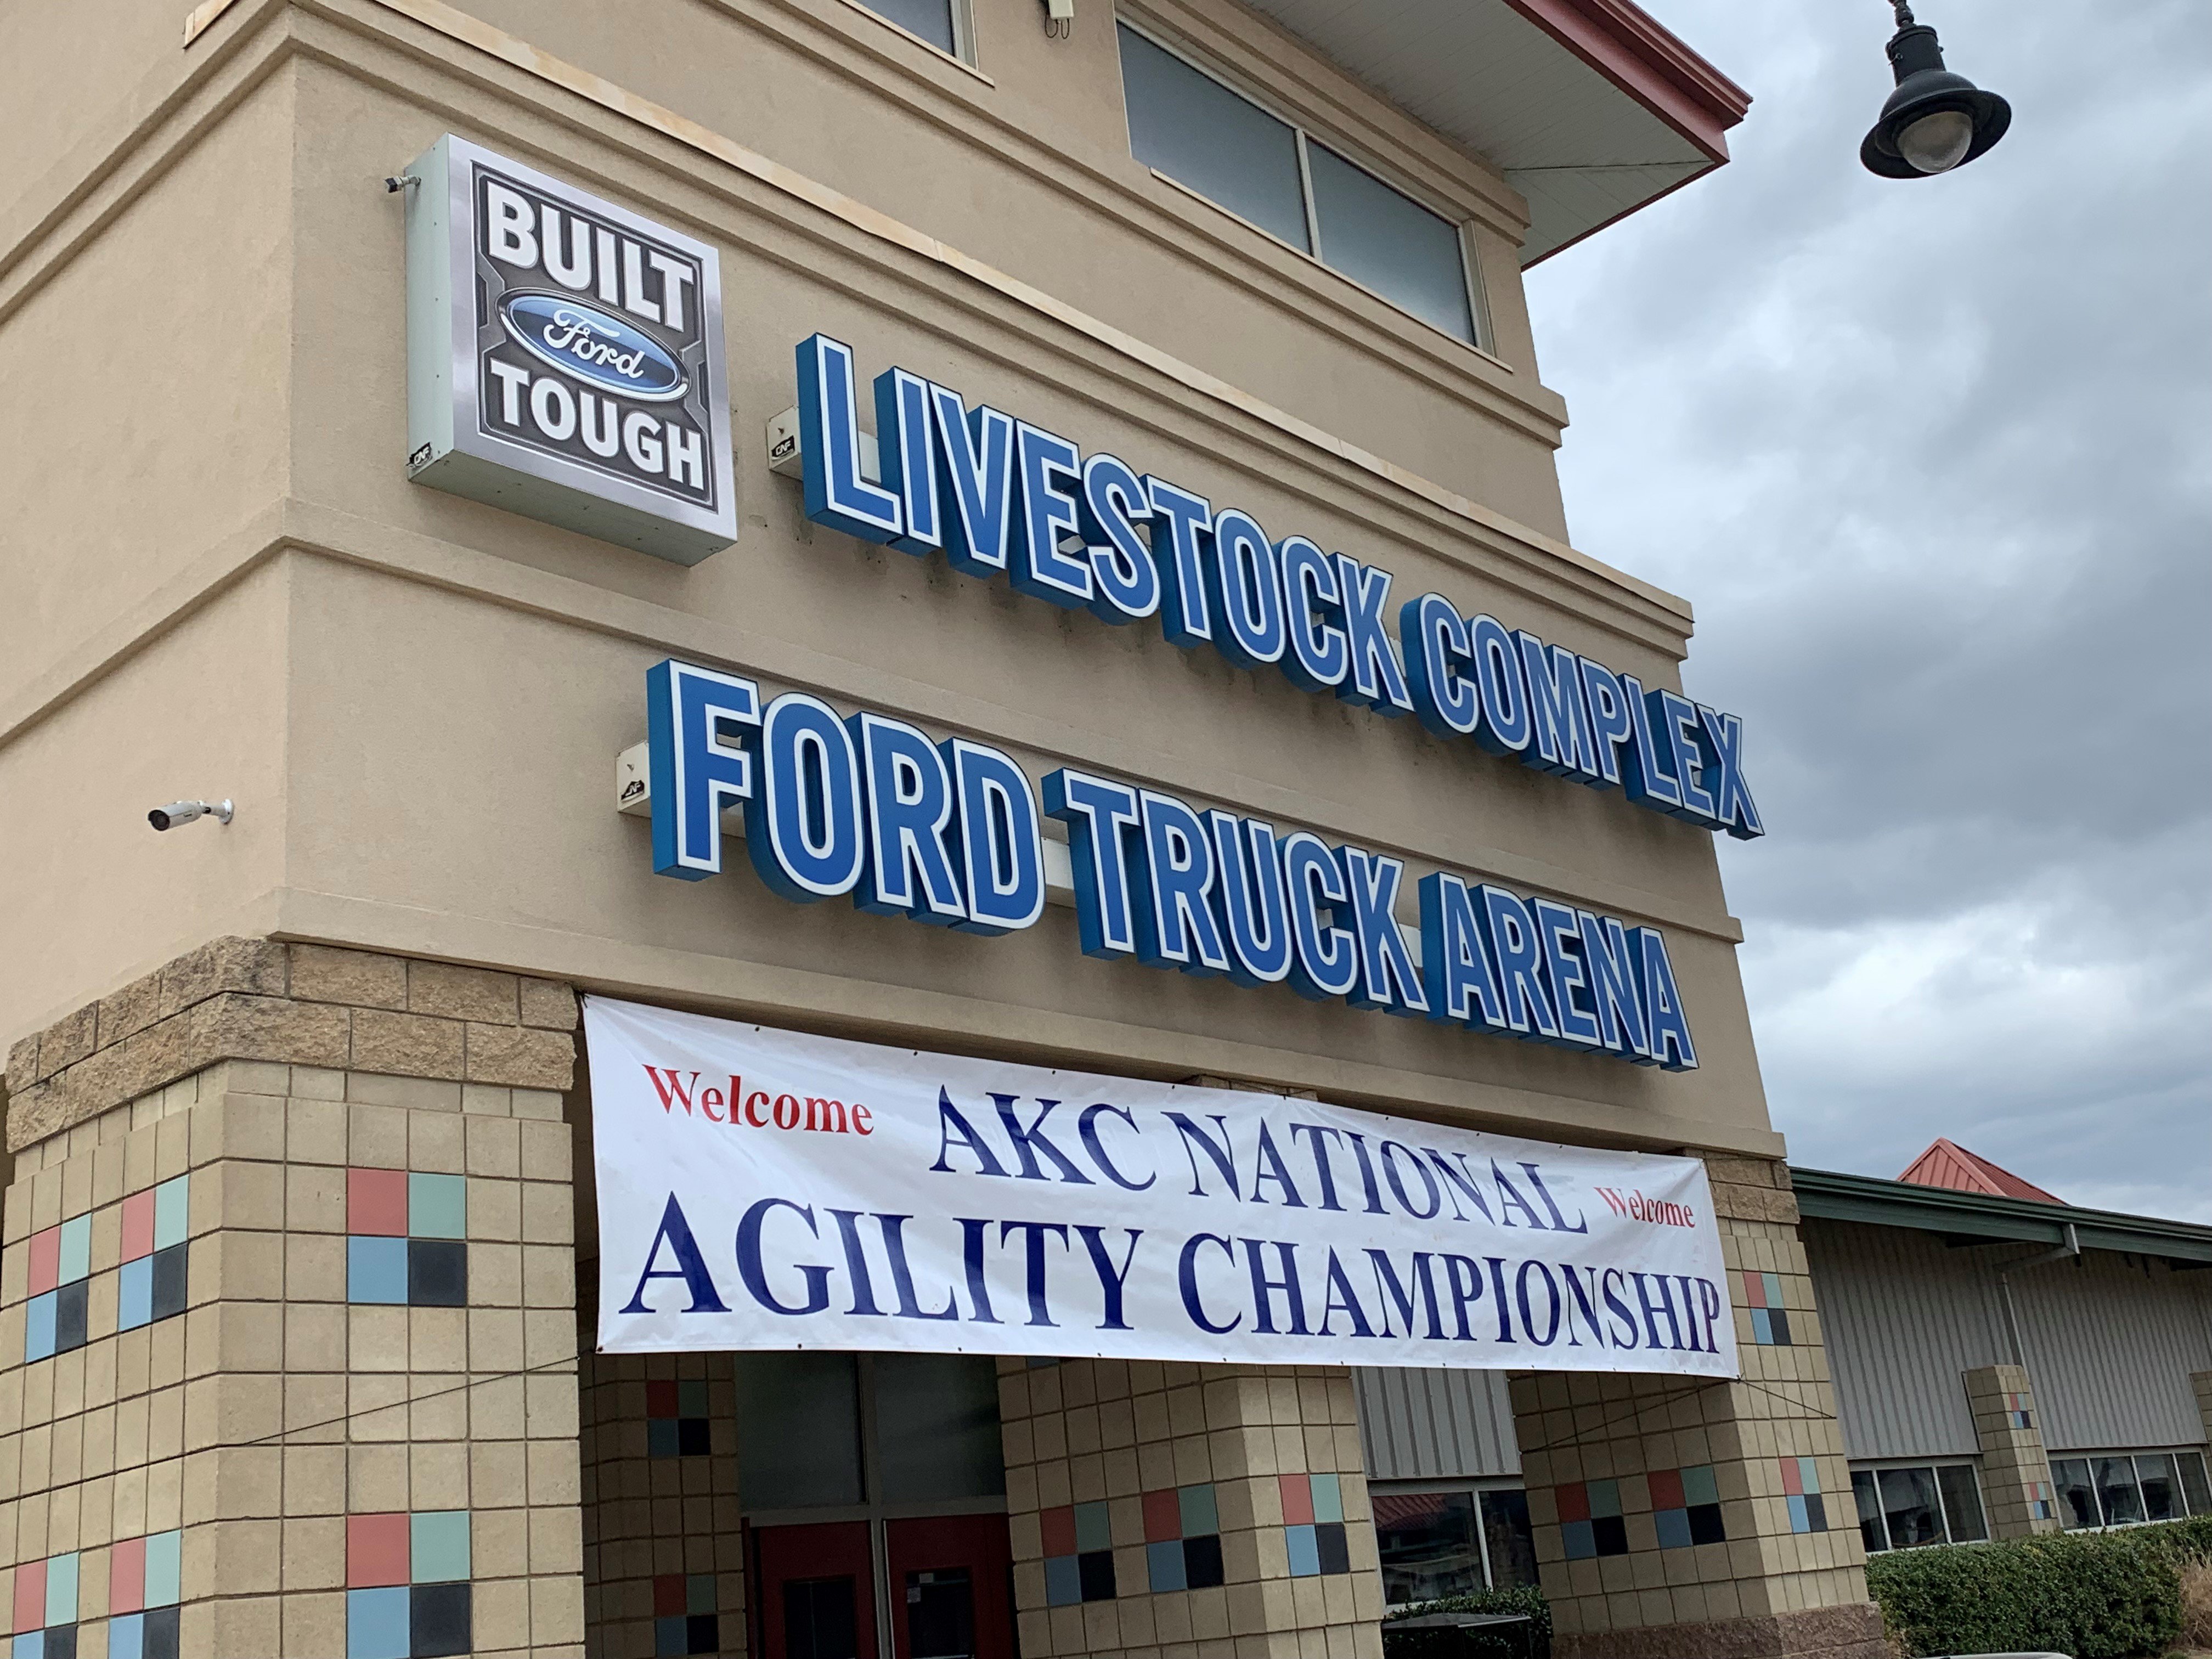 BUILT
Ford
TOUGH
LIVESTOCK COMPLEX
FORD TRUCK ARENA
Welcome AKC NATIONAL Welcome
AGILITY CHAMPIONSHIP